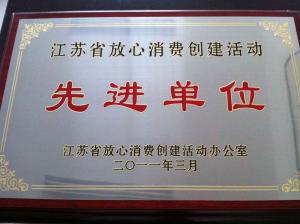 江苏省放心消费创建活动
先进单位
江苏省放心消费创建活动办公室
二〇一一年三月